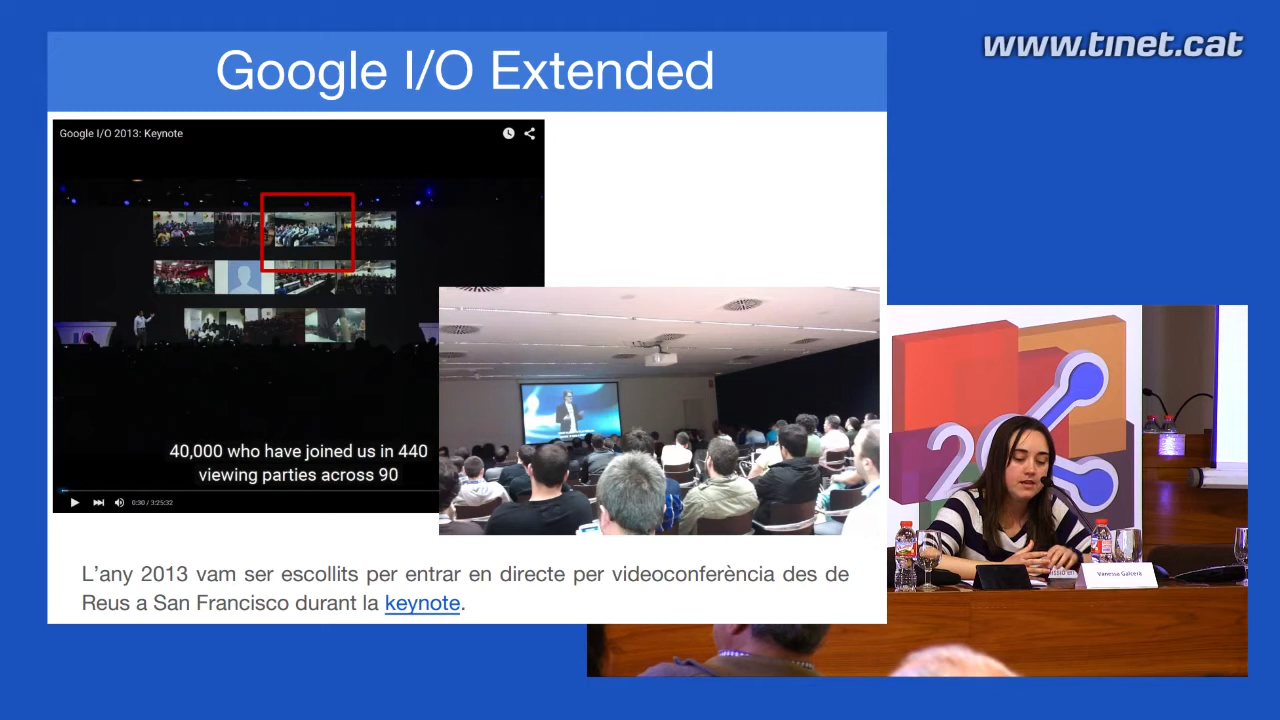 www.tinet.cat
Google I/O Extended
Google I/O 2013: Keynote
40,000 who have joined us in 440
viewing parties across 90
0:30 / 3:25:32
2
Vanessa Galcerà
L’any 2013 vam ser escollits per entrar en directe per videoconferència des de
Reus a San Francisco durant la keynote.